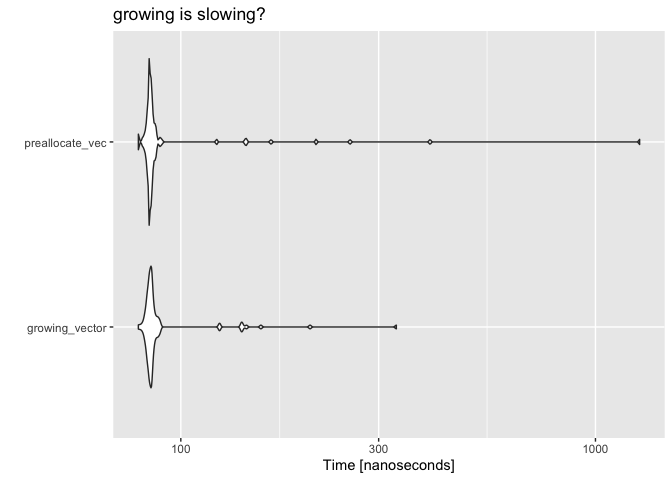 growing is slowing?
preallocate_vec
growing_vector
100
300
1000
Time [nanoseconds]